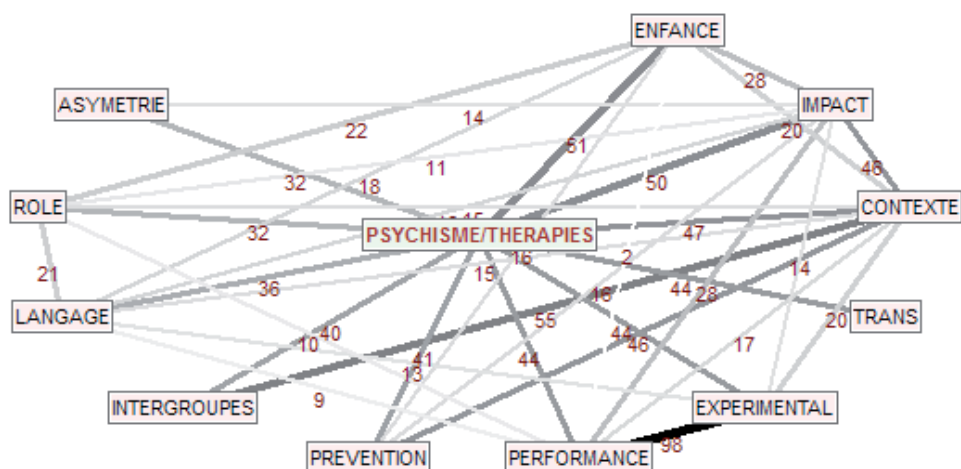 ENFANCE
28
ASYMETRIE
14
IMPACT
22
20
11
51
46
32
18
50
ROLE
CONTEXTE
32
PSYCHISME/THERAPIES
47
16
2
21
15
14
36
16
44
28
LANGAGE
55
TRANS
20
40
44
10
46
17
41
44
13
INTERGROUPES
9
EXPERIMENTAL
98
PREVENTION
PERFORMANCE